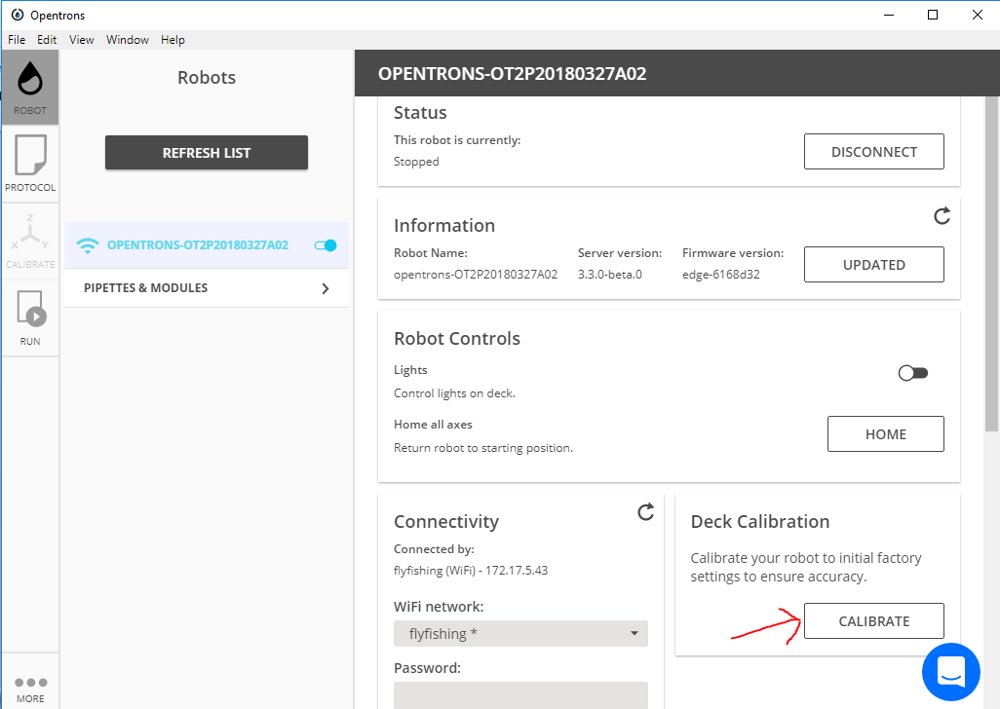 Opentrons
File Edit View Window Help
ROBOT
PROTOCOL
Z
X Y
CALIBRATE
RUN
MORE
Robots
REFRESH LIST
OPENTRONS-OT2P20180327A02
PIPETTES & MODULES
OPENTRONS-OT2P20180327A02
Status
This robot is currently:
Stopped
DISCONNECT
Information
Robot Name: Server version: Firmware version:
opentrons-OT2P20180327A02 3.3.0-beta.0 edge-6168d32
UPDATED
Robot Controls
Lights
Control lights on deck.
Home all axes
Return robot to starting position.
HOME
Connectivity
Connected by:
flyfishing (WiFi) - 172.17.5.43
WiFi network:
flyfishing *
Password:
Deck Calibration
Calibrate your robot to initial factory
settings to ensure accuracy.
CALIBRATE